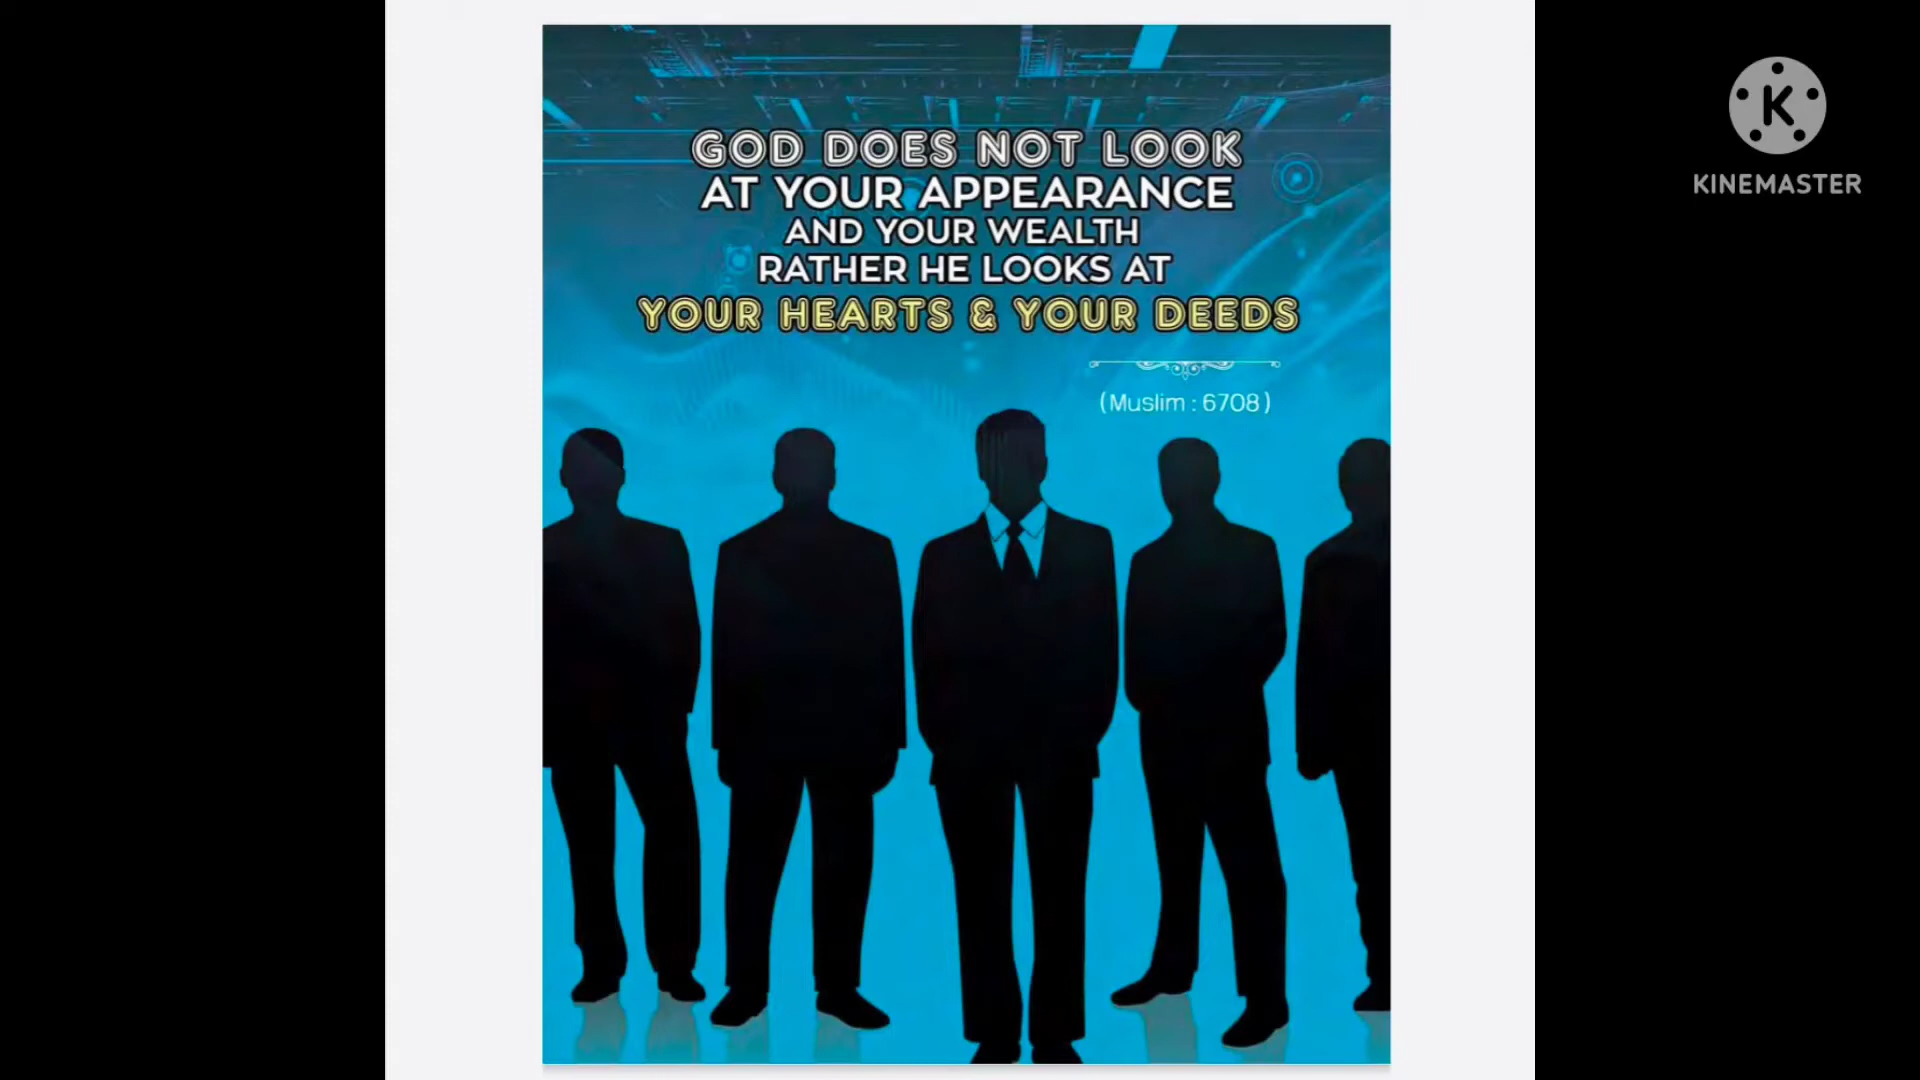 GOD DOES NOT LOOK
AT YOUR APPEARANCE
AND YOUR WEALTH
RATHER HE LOOKS AT
YOUR HEARTS & YOUR DEEDS
(Muslim : 6708)
K
KINEMASTER